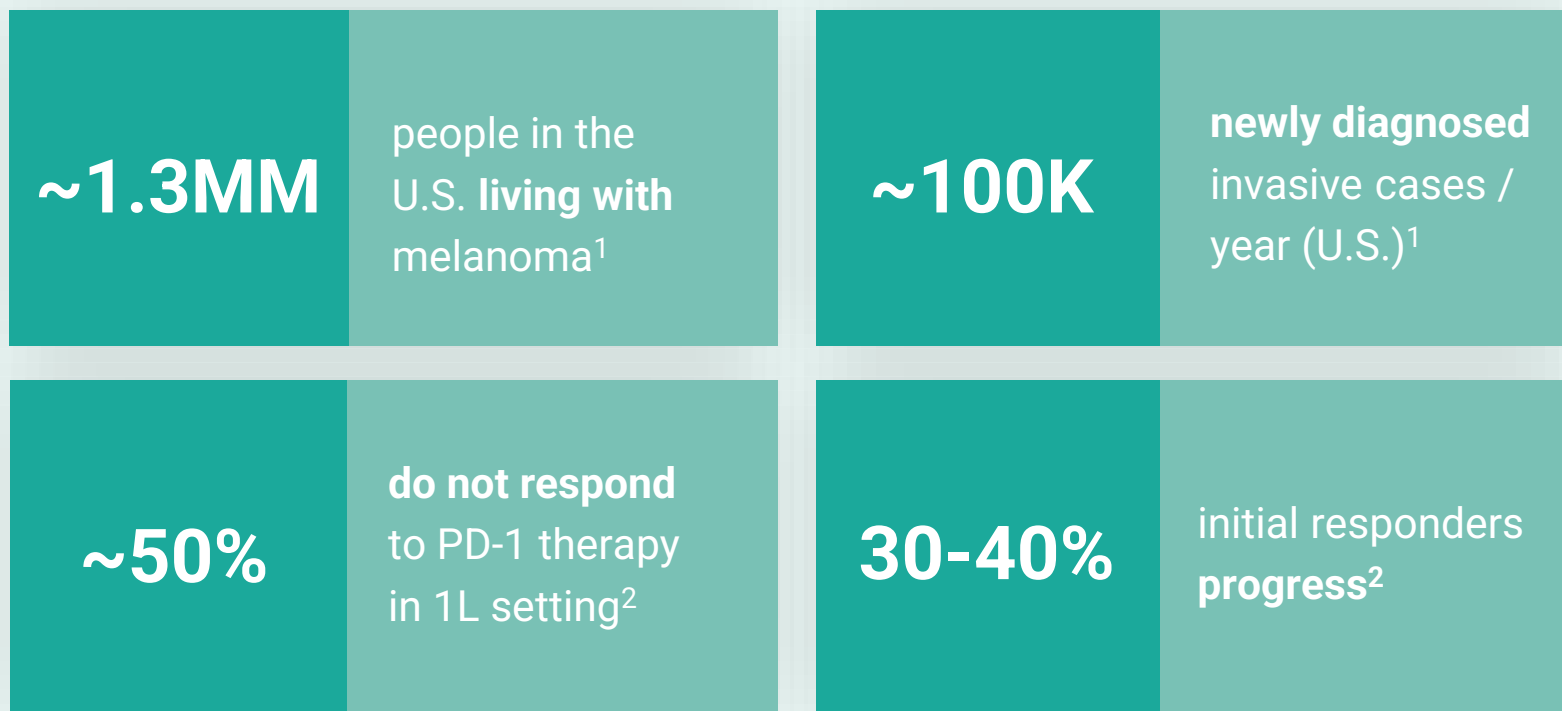 ~1.3MM
people in the
U.S. living with
melanoma¹
~100K
newly diagnosed
invasive cases /
year (U.S.)¹
~50%
do not respond
to PD-1 therapy
in 1L setting²
30-40%
initial responders
progress²